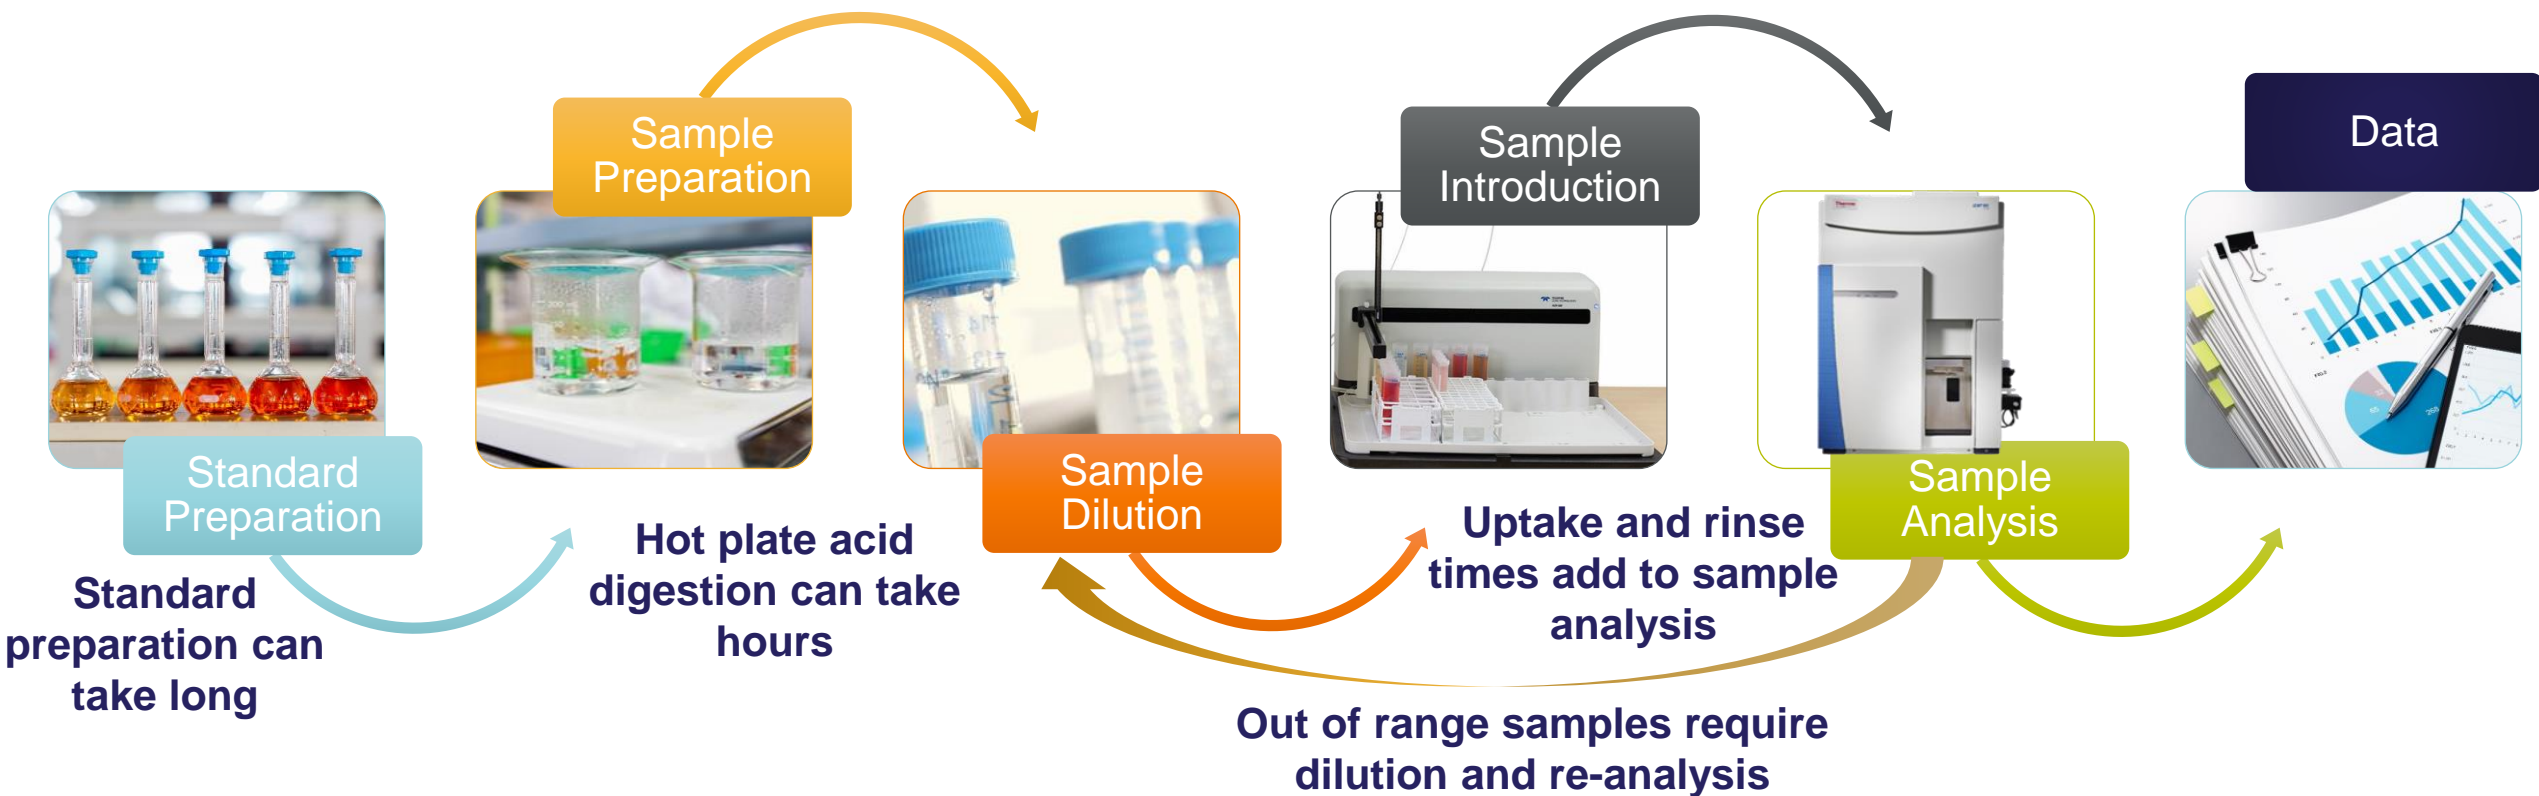 Sample
Preparation
Sample
Introduction
Data
Standard
Preparation
Sample
Dilution
Sample
Analysis
Standard
preparation can
take long
Hot plate acid
digestion can take
hours
Uptake and rinse
times add to sample
analysis
Out of range samples require
dilution and re-analysis